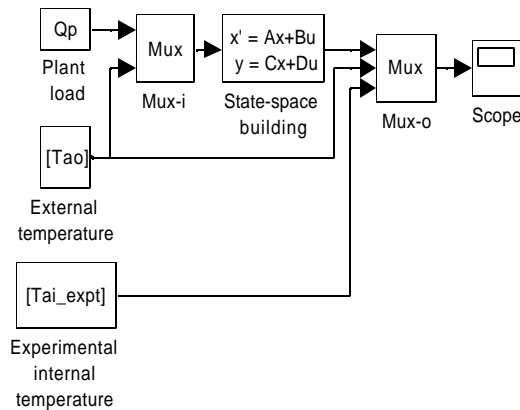 Qp
Plant
load
Mux
Mux-i
x' = Ax+Bu
y = Cx+Du
State-space
building
Mux
Mux-o
Scope
[Tao]
External
temperature
[Tai_expt]
Experimental
internal
temperature